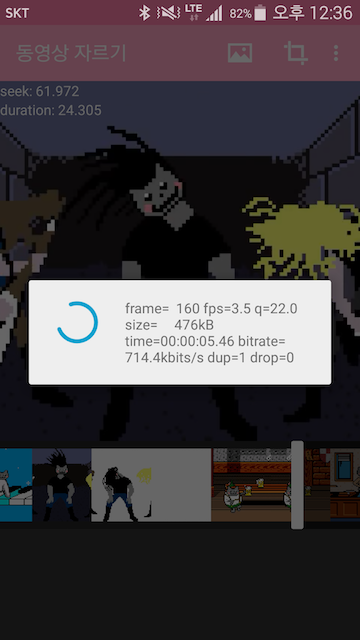 SKT LTE 82% 오후 12:36
동영상 자르기
seek: 61.972
duration: 24.305
frame=  160 fps=3.5 q=22.0
size=     476kB
time=00:00:05.46 bitrate=
714.4kbits/s dup=1 drop=0